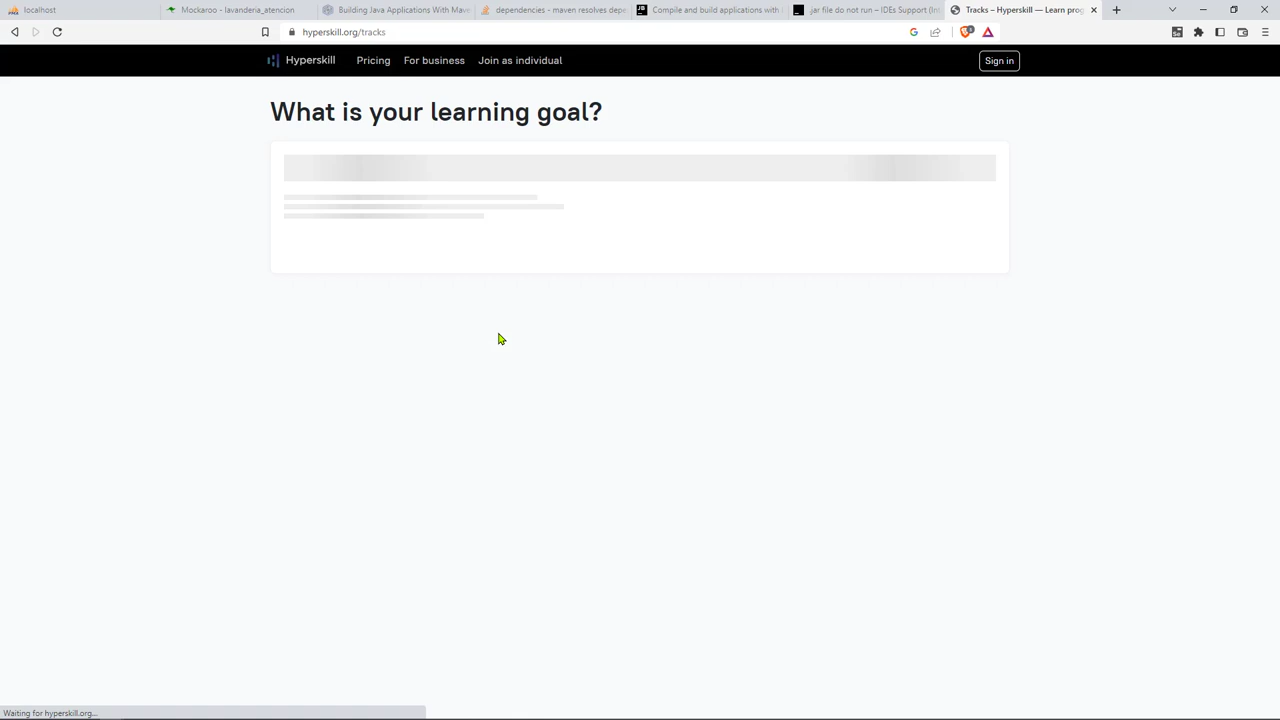 localhost
Mockaroo - lavanderia_atencion
Building Java Applications With Mav
dependencies - maven resolves depe
Compile and build applications with
.jar file do not run – IDEs Support (Int
Tracks – Hyperskill — Learn prog
hyperskill.org/tracks
Hyperskill
Pricing
For business
Join as individual
Sign in
What is your learning goal?
Waiting for hyperskill.org...